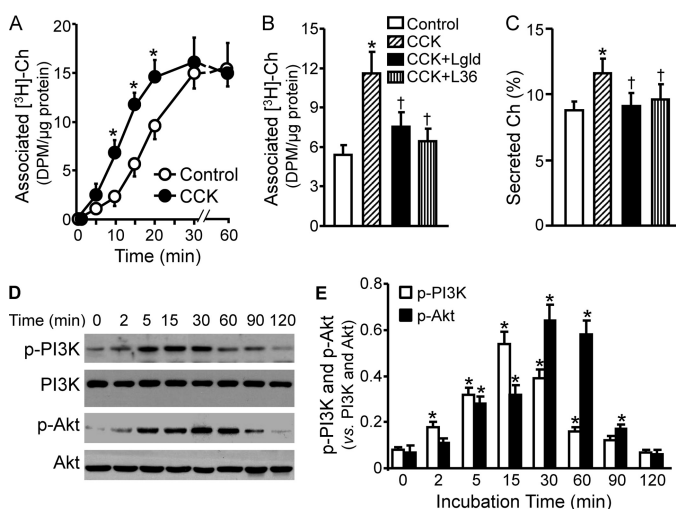 A
Associated [³H]-Ch
(DPM/µg protein)
20
15
10
5
0
*
*
*
Control
CCK
0
10
20
30
60
Time (min)
B
Associated [³H]-Ch
(DPM/µg protein)
15
12
9
6
3
0
Control
CCK
CCK+Lgld
CCK+L36
*
†
†
C
Secreted Ch (%)
15
10
5
0
*
†
†
D
Time (min) 0 2 5 15 30 60 90 120
p-PI3K
PI3K
p-Akt
Akt
E
p-PI3K and p-Akt
(vs. PI3K and Akt)
0.8
0.6
0.4
0.2
0
p-PI3K
p-Akt
*
*
*
*
*
*
*
*
*
*
0 2 5 15 30 60 90 120
Incubation Time (min)